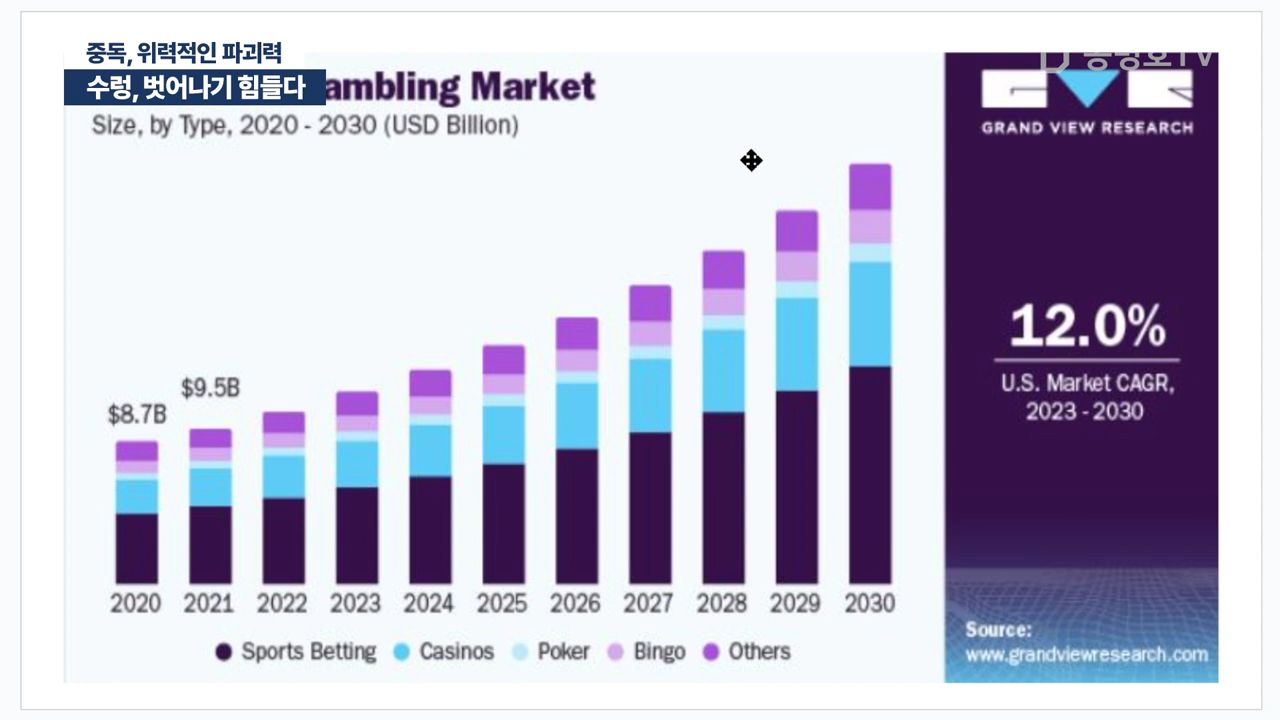 중독, 위력적인 파괴력
수렁, 벗어나기 힘들다
ambling Market
Size, by Type, 2020 - 2030 (USD Billion)
GRAND VIEW RESEARCH
12.0%
U.S. Market CAGR,
2023 - 2030
$8.7B
$9.5B
2020 2021 2022 2023 2024 2025 2026 2027 2028 2029 2030
Sports Betting Casinos Poker Bingo Others
Source:
www.grandviewresearch.com